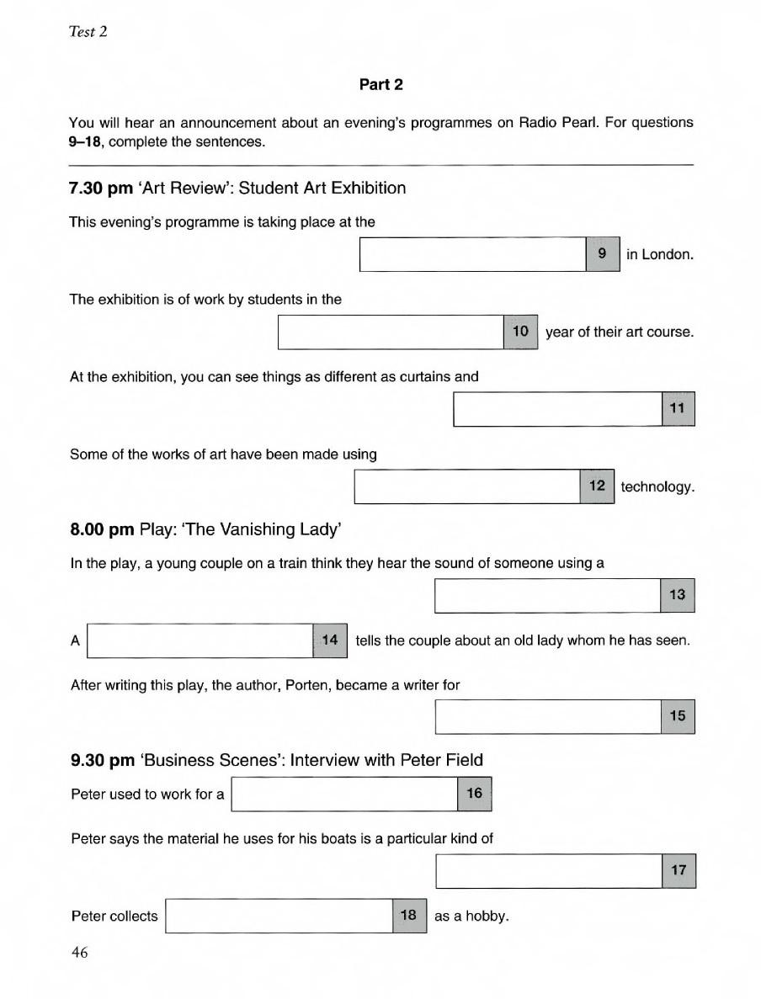 Test 2
Part 2
You will hear an announcement about an evening's programmes on Radio Pearl. For questions
9–18, complete the sentences.
7.30 pm 'Art Review': Student Art Exhibition
This evening's programme is taking place at the
9 in London.
The exhibition is of work by students in the
10 year of their art course.
At the exhibition, you can see things as different as curtains and
11
Some of the works of art have been made using
12 technology.
8.00 pm Play: 'The Vanishing Lady'
In the play, a young couple on a train think they hear the sound of someone using a
13
A 14 tells the couple about an old lady whom he has seen.
After writing this play, the author, Porten, became a writer for
15
9.30 pm 'Business Scenes': Interview with Peter Field
Peter used to work for a 16
Peter says the material he uses for his boats is a particular kind of
17
Peter collects 18 as a hobby.
46